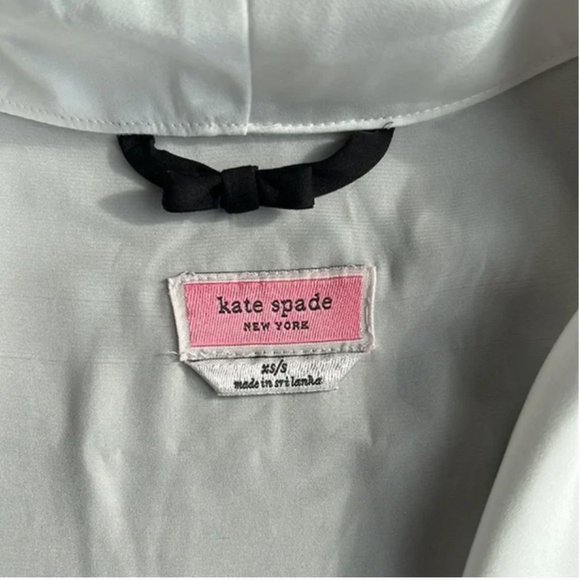 kate spade
NEW YORK
xs/s
made in sri lanka